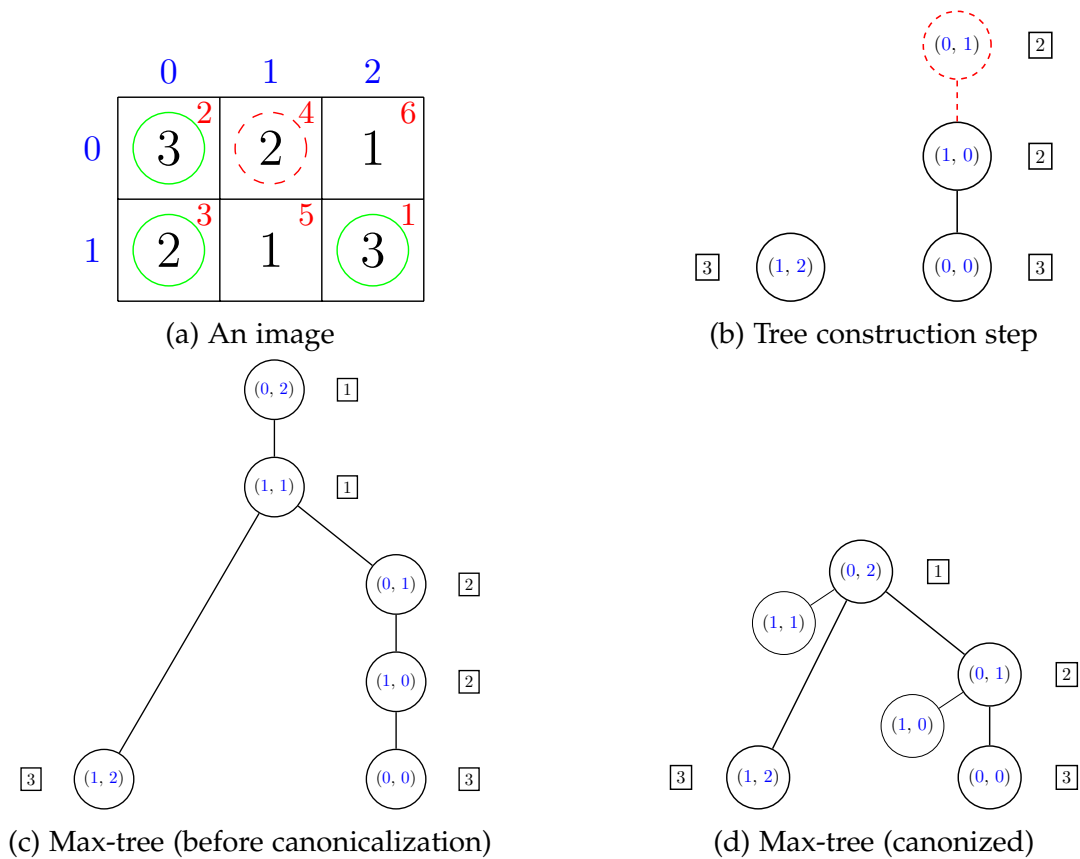 0 1 2
0 3 2 2 4 1 6
1 2 3 1 5 3 1
(a) An image
(0, 1) 2
(1, 0) 2
3 (1, 2) (0, 0) 3
(b) Tree construction step
(0, 2) 1
(1, 1) 1
(0, 1) 2
(1, 0) 2
3 (1, 2) (0, 0) 3
(c) Max-tree (before canonicalization)
(0, 2) 1
(1, 1)
(0, 1) 2
(1, 0)
3 (1, 2) (0, 0) 3
(d) Max-tree (canonized)